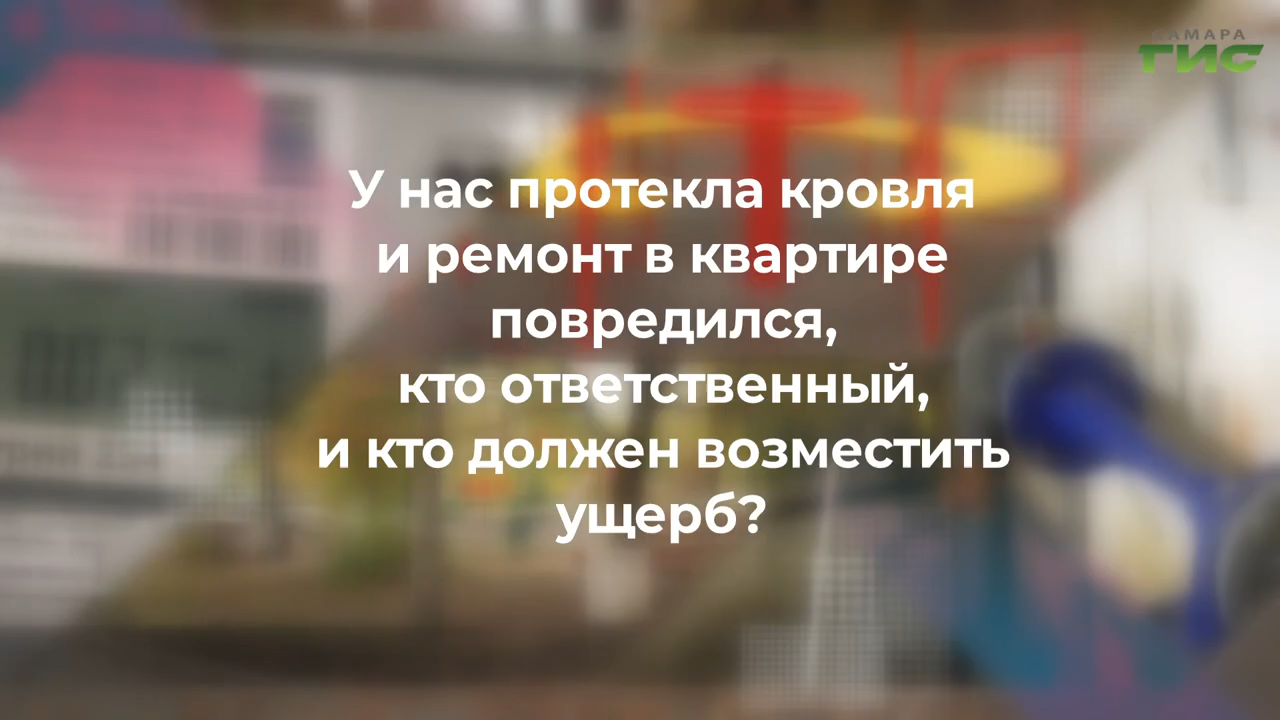 САМАРА
ГИС
У нас протекла кровля
и ремонт в квартире
повредился,
кто ответственный,
и кто должен возместить
ущерб?